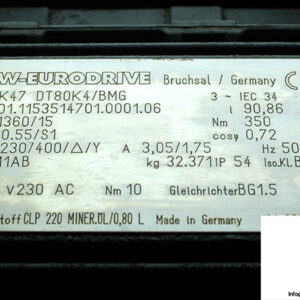 W-EURODRIVE Bruchsal / Germany C
K47 DT80K4/BMG 3 ~ IEC 34
01.1153514701.0001.06 i 90,86
1360/15 Nm 350
0.55/S1 cosφ 0,72
230/400/△/Y A 3,05/1,75 Hz 50
M1AB kg 32.371 IP 54 Iso.Kl.B
V 230 AC Nm 10 Gleichrichter BG1.5
toff CLP 220 MINER.ÖL/0,80 L Made in Germany